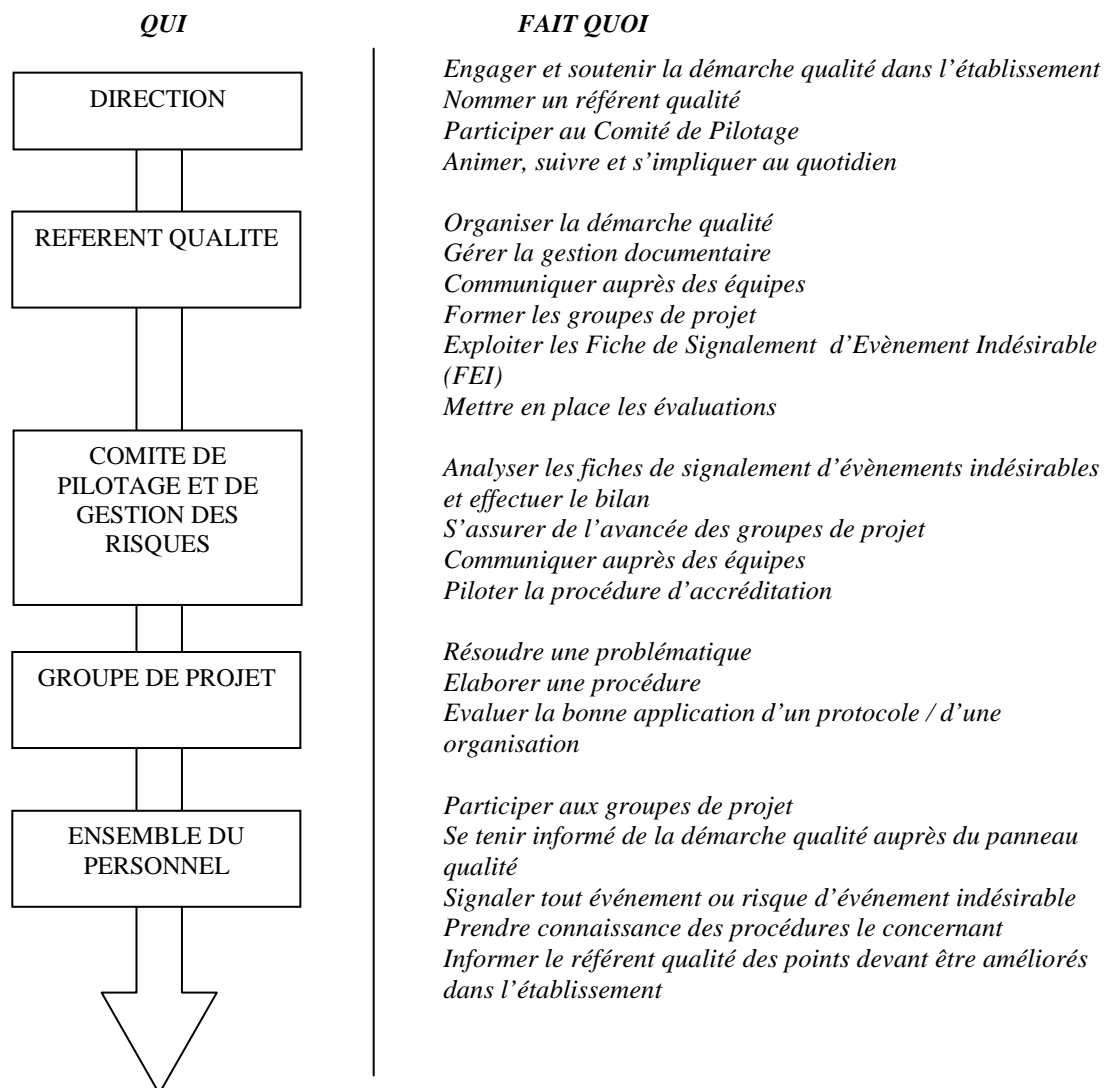 QUI
FAIT QUOI
DIRECTION
Engager et soutenir la démarche qualité dans l’établissement
Nommer un référent qualité
Participer au Comité de Pilotage
Animer, suivre et s’impliquer au quotidien
REFERENT QUALITE
Organiser la démarche qualité
Gérer la gestion documentaire
Communiquer auprès des équipes
Former les groupes de projet
Exploiter les Fiche de Signalement d’Evènement Indésirable
(FEI)
Mettre en place les évaluations
COMITE DE
PILOTAGE ET DE
GESTION DES
RISQUES
Analyser les fiches de signalement d’évènements indésirables
et effectuer le bilan
S’assurer de l’avancée des groupes de projet
Communiquer auprès des équipes
Piloter la procédure d’accréditation
GROUPE DE PROJET
Résoudre une problématique
Elaborer une procédure
Evaluer la bonne application d’un protocole / d’une
organisation
ENSEMBLE DU
PERSONNEL
Participer aux groupes de projet
Se tenir informé de la démarche qualité auprès du panneau
qualité
Signaler tout événement ou risque d’événement indésirable
Prendre connaissance des procédures le concernant
Informer le référent qualité des points devant être améliorés
dans l’établissement